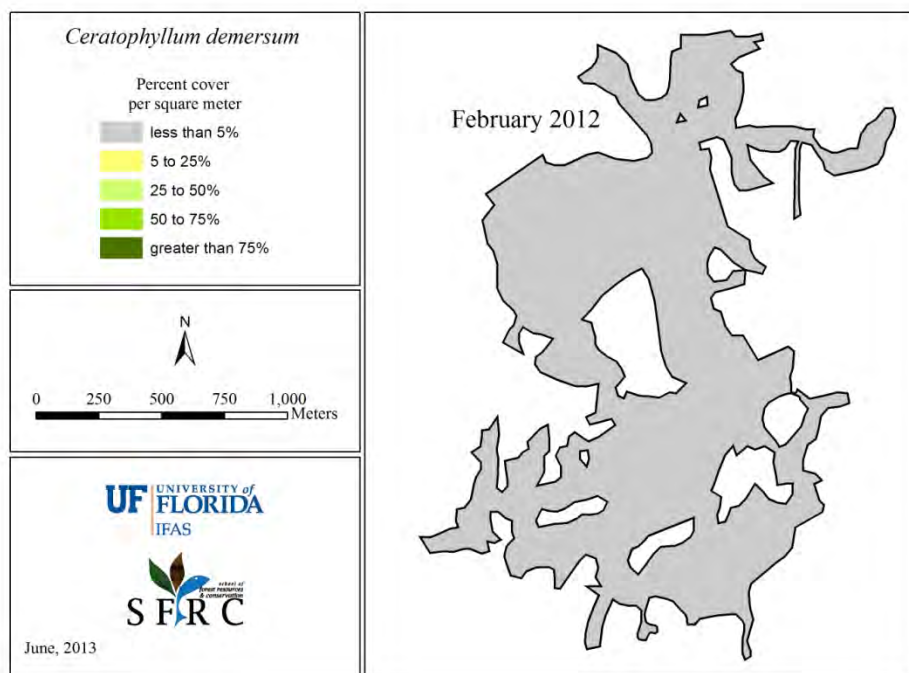 Ceratophyllum demersum
Percent cover
per square meter
less than 5%
5 to 25%
25 to 50%
50 to 75%
greater than 75%
N
0 250 500 750 1,000
Meters
UF UNIVERSITY of
FLORIDA
IFAS
school of
forest resources
& conservation
SFRC
June, 2013
February 2012